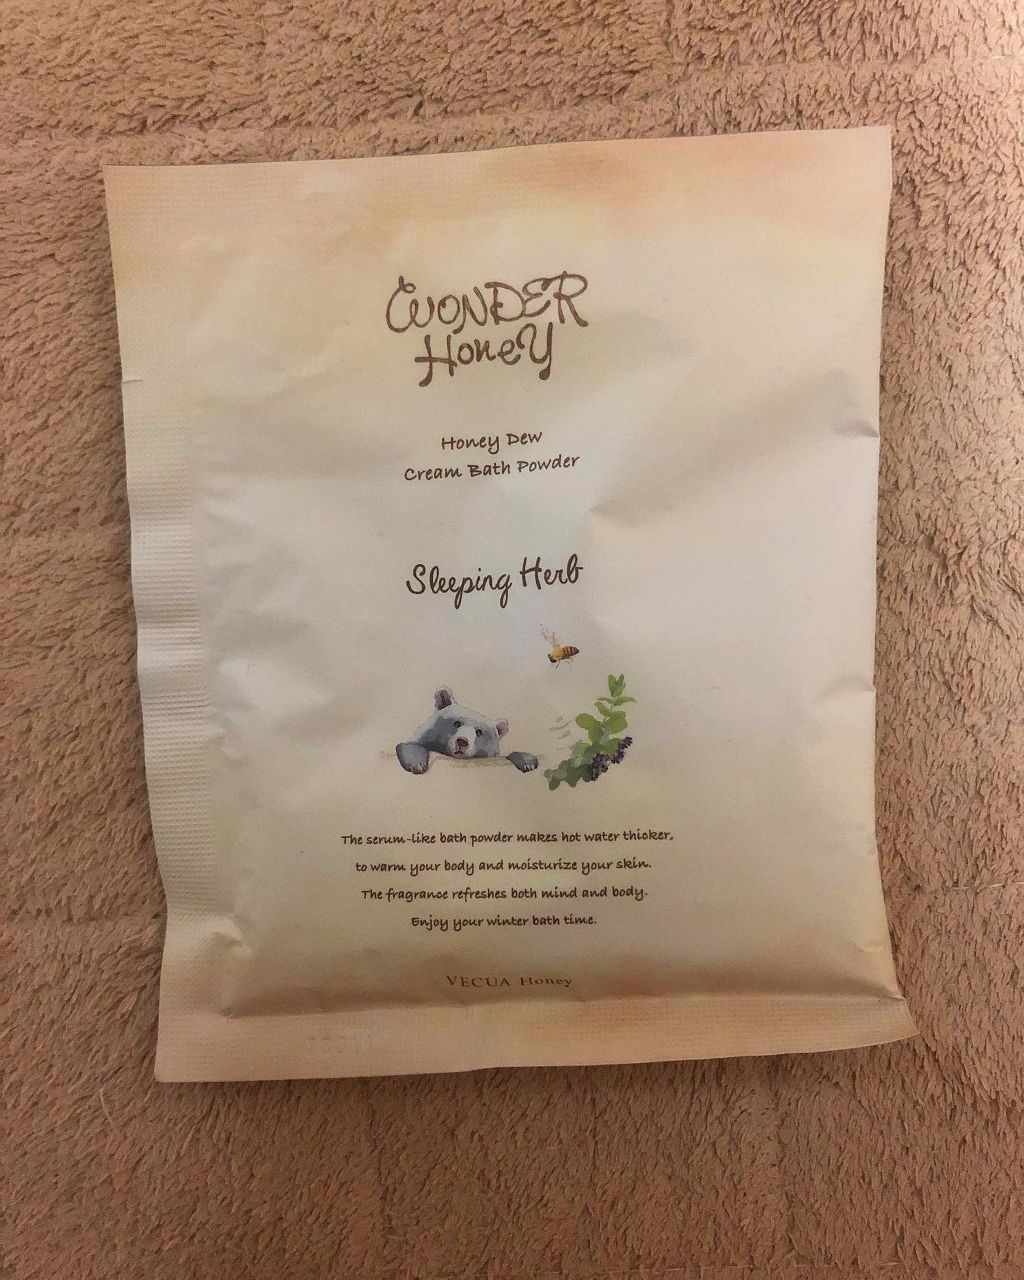 WONDER
Honey
Honey Dew
Cream Bath Powder
Sleeping Herb
The serum-like bath powder makes hot water thicker,
to warm your body and moisturize your skin.
The fragrance refreshes both mind and body.
Enjoy your winter bath time.
VECUA Honey